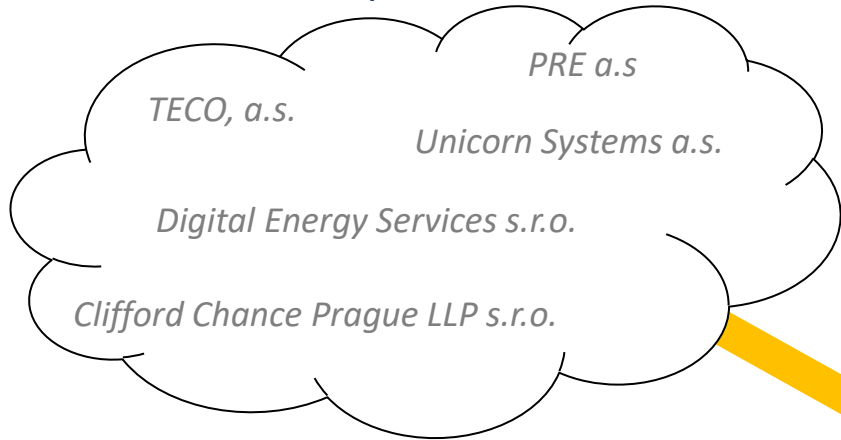 PRE a.s
TECO, a.s.
Unicorn Systems a.s.
Digital Energy Services s.r.o.
Clifford Chance Prague LLP s.r.o.